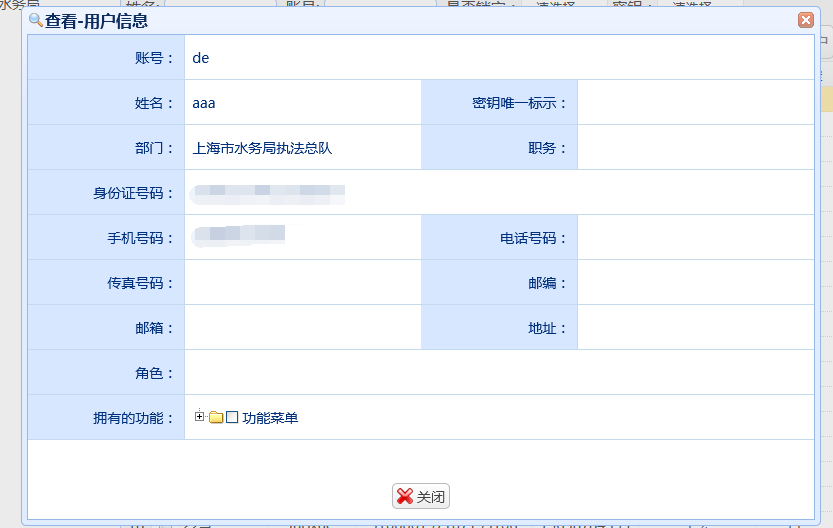 查看-用户信息
账号： de
姓名： aaa 密钥唯一标示：
部门： 上海市水务局执法总队 职务：
身份证号码：
手机号码： 电话号码：
传真号码： 邮编：
邮箱： 地址：
角色：
拥有的功能： 功能菜单
关闭